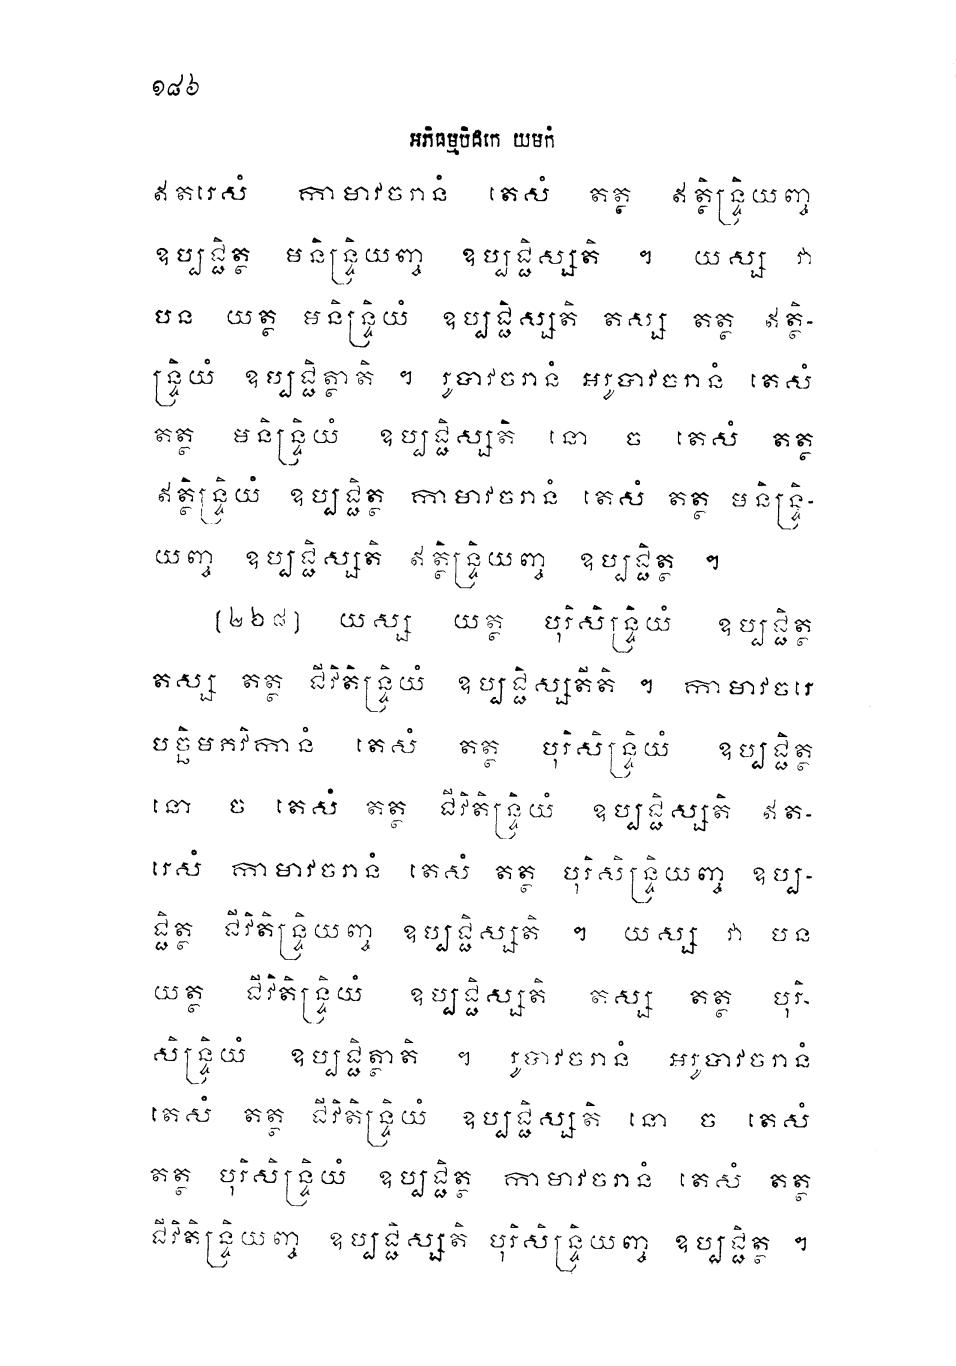 ១៨៦
អភិធម្មបិដកេ យមកំ
ឥតរេសំ កាមាវចរានំ តេសំ តត្ថ ឥត្ថិន្ទ្រិយញ្ច
ឧប្បជ្ជិត្ថ មនិន្ទ្រិយញ្ច ឧប្បជ្ជិស្សតិ ។ យស្ស វា
បន យត្ថ មនិន្ទ្រិយំ ឧប្បជ្ជិស្សតិ តស្ស តត្ថ ឥត្ថិ-
ន្ទ្រិយំ ឧប្បជ្ជិត្ថាតិ ។ រូបាវចរានំ អរូបាវចរានំ តេសំ
តត្ថ មនិន្ទ្រិយំ ឧប្បជ្ជិស្សតិ នោ ច តេសំ តត្ថ
ឥត្ថិន្ទ្រិយំ ឧប្បជ្ជិត្ថ កាមាវចរានំ តេសំ តត្ថ មនិន្ទ្រិ-
យញ្ច ឧប្បជ្ជិស្សតិ ឥត្ថិន្ទ្រិយញ្ច ឧប្បជ្ជិត្ថ ។
[២៦៨] យស្ស យត្ថ បុរិសិន្ទ្រិយំ ឧប្បជ្ជិត្ថ
តស្ស តត្ថ ជីវិតិន្ទ្រិយំ ឧប្បជ្ជិស្សតីតិ ។ កាមាវចរេ
បច្ឆិមភវិកានំ តេសំ តត្ថ បុរិសិន្ទ្រិយំ ឧប្បជ្ជិត្ថ
នោ ច តេសំ តត្ថ ជីវិតិន្ទ្រិយំ ឧប្បជ្ជិស្សតិ ឥត-
រេសំ កាមាវចរានំ តេសំ តត្ថ បុរិសិន្ទ្រិយញ្ច ឧប្ប-
ជ្ជិត្ថ ជីវិតិន្ទ្រិយញ្ច ឧប្បជ្ជិស្សតិ ។ យស្ស វា បន
យត្ថ ជីវិតិន្ទ្រិយំ ឧប្បជ្ជិស្សតិ តស្ស តត្ថ បុរិ-
សិន្ទ្រិយំ ឧប្បជ្ជិត្ថាតិ ។ រូបាវចរានំ អរូបាវចរានំ
តេសំ តត្ថ ជីវិតិន្ទ្រិយំ ឧប្បជ្ជិស្សតិ នោ ច តេសំ
តត្ថ បុរិសិន្ទ្រិយំ ឧប្បជ្ជិត្ថ កាមាវចរានំ តេសំ តត្ថ
ជីវិតិន្ទ្រិយញ្ច ឧប្បជ្ជិស្សតិ បុរិសិន្ទ្រិយញ្ច ឧប្បជ្ជិត្ថ ។